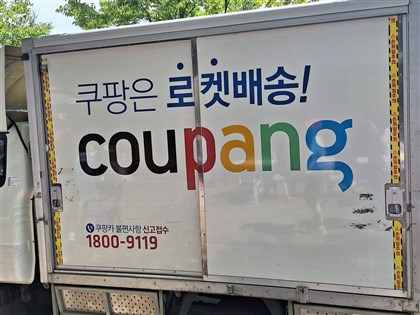 쿠팡은 로켓배송!
coupang
쿠팡카 불편사항 신고접수
1800-9119